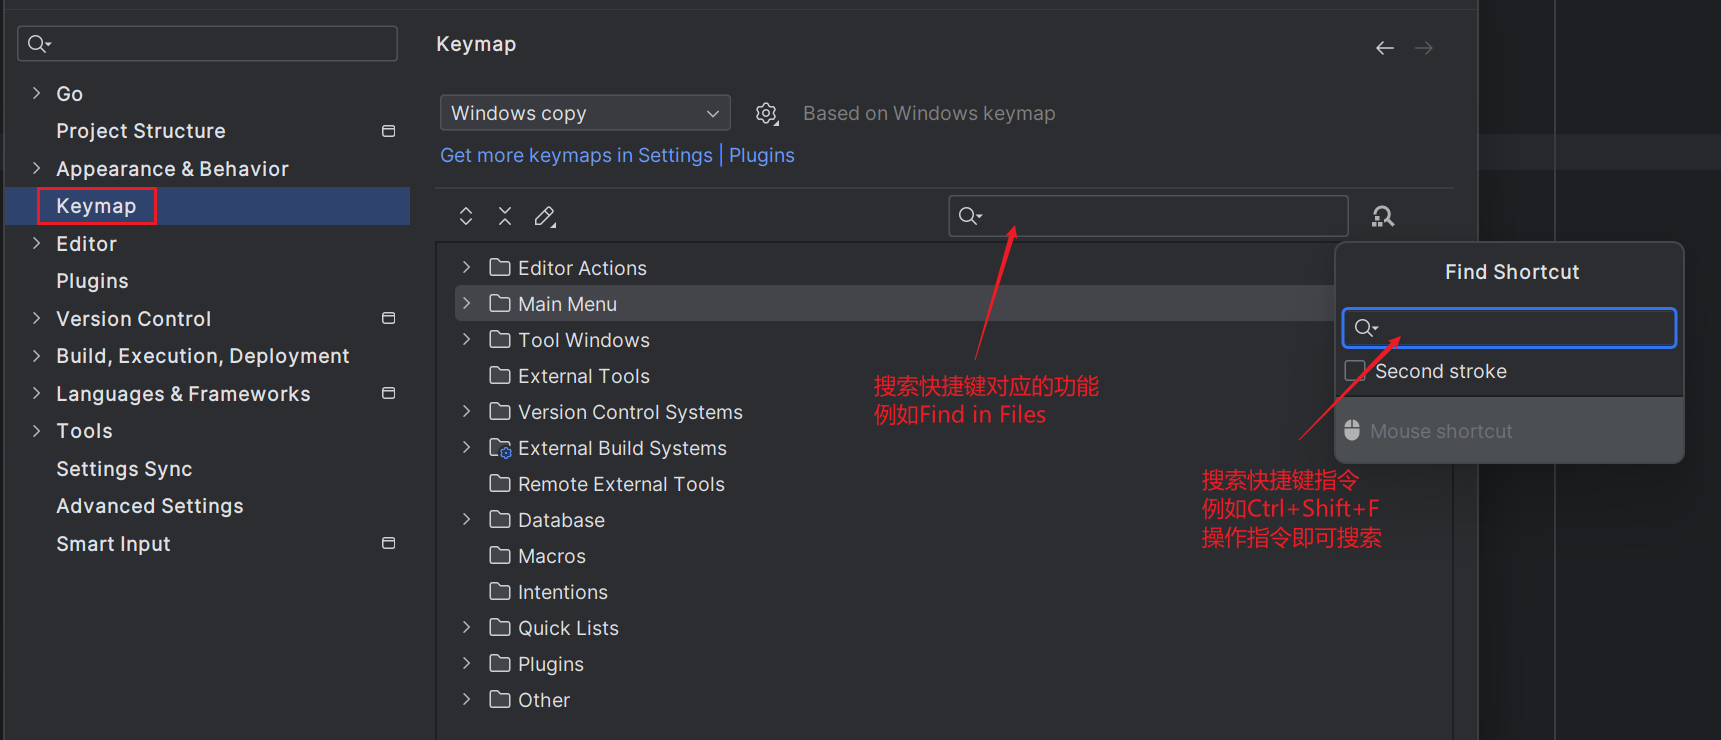 Keymap
Go
Project Structure
Appearance & Behavior
Keymap
Editor
Plugins
Version Control
Build, Execution, Deployment
Languages & Frameworks
Tools
Settings Sync
Advanced Settings
Smart Input
Windows copy
Based on Windows keymap
Get more keymaps in Settings | Plugins
Editor Actions
Main Menu
Tool Windows
External Tools
Version Control Systems
External Build Systems
Remote External Tools
Database
Macros
Intentions
Quick Lists
Plugins
Other
搜索快捷键对应的功能
例如Find in Files
Find Shortcut
Second stroke
Mouse shortcut
搜索快捷键指令
例如Ctrl+Shift+F
操作指令即可搜索